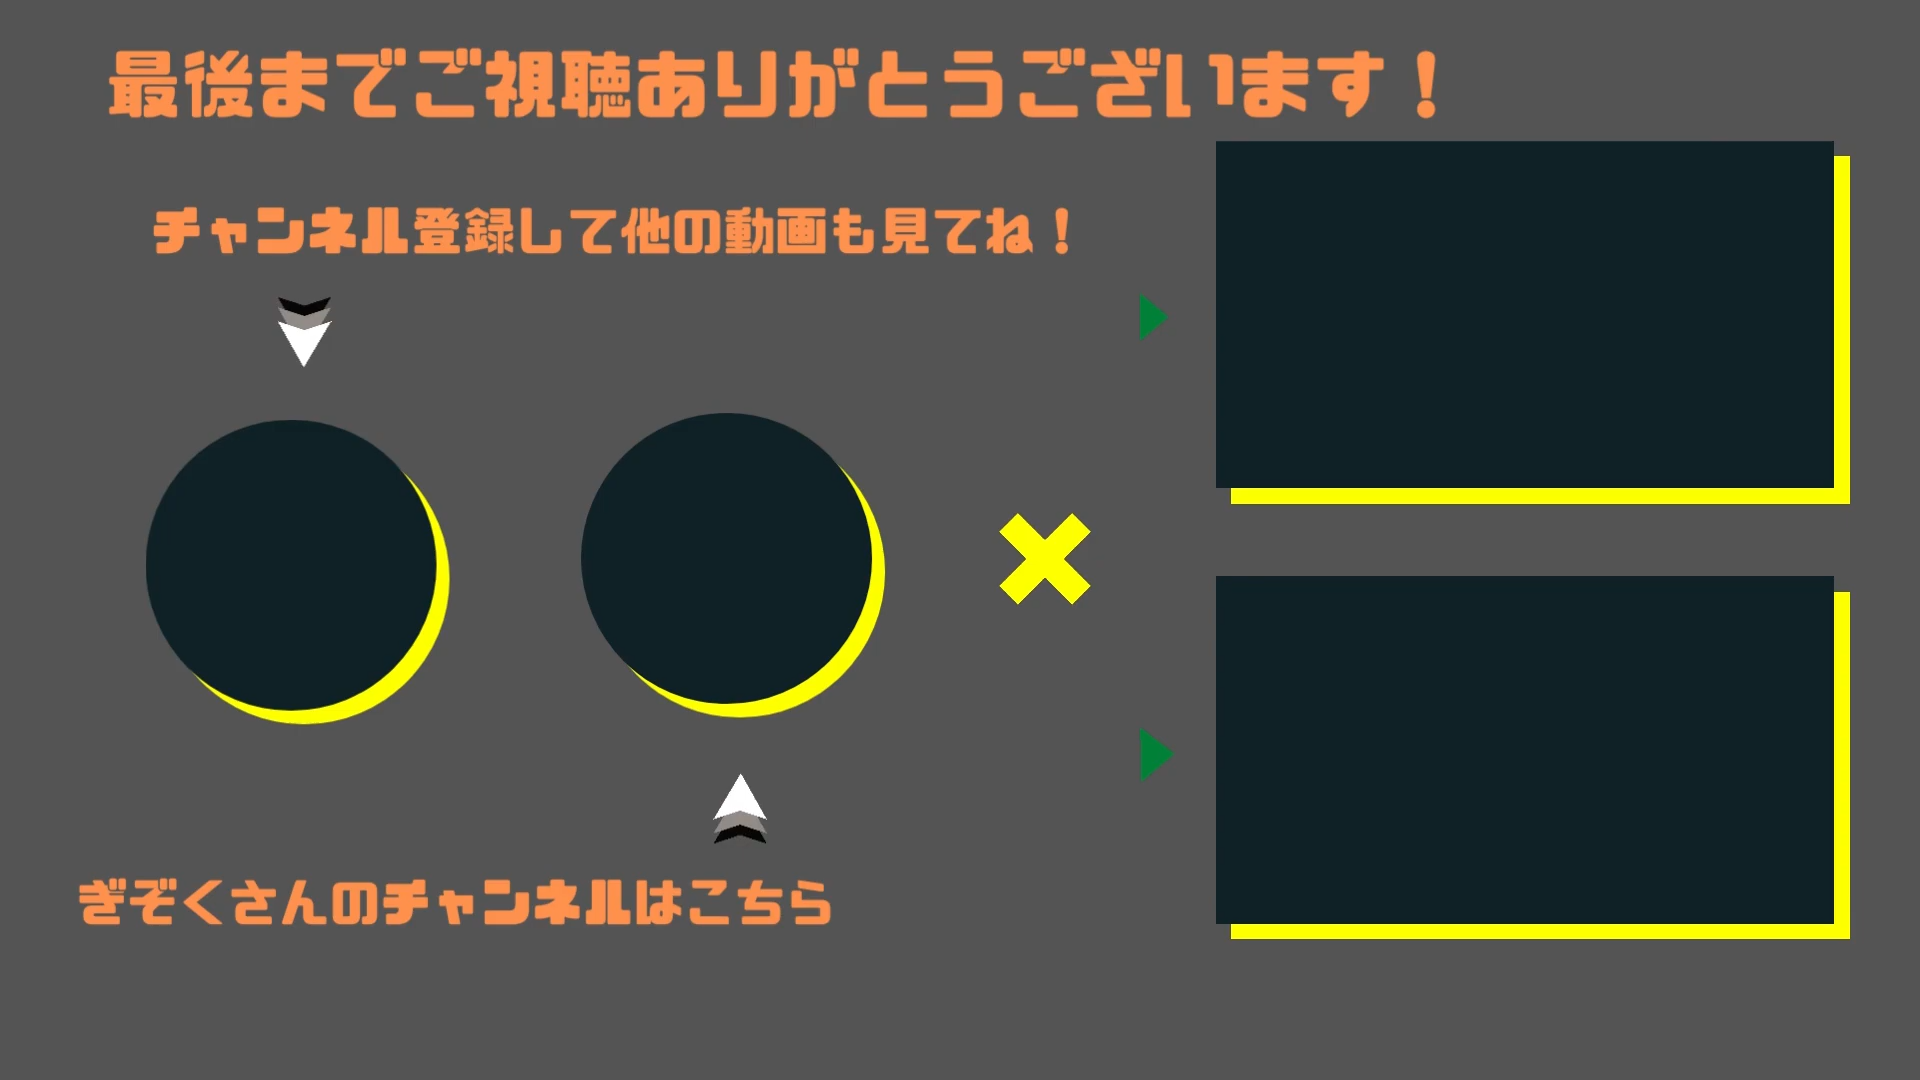 最後までご視聴ありがとうございます！
チャンネル登録して他の動画も見てね！
ぎぞくさんのチャンネルはこちら